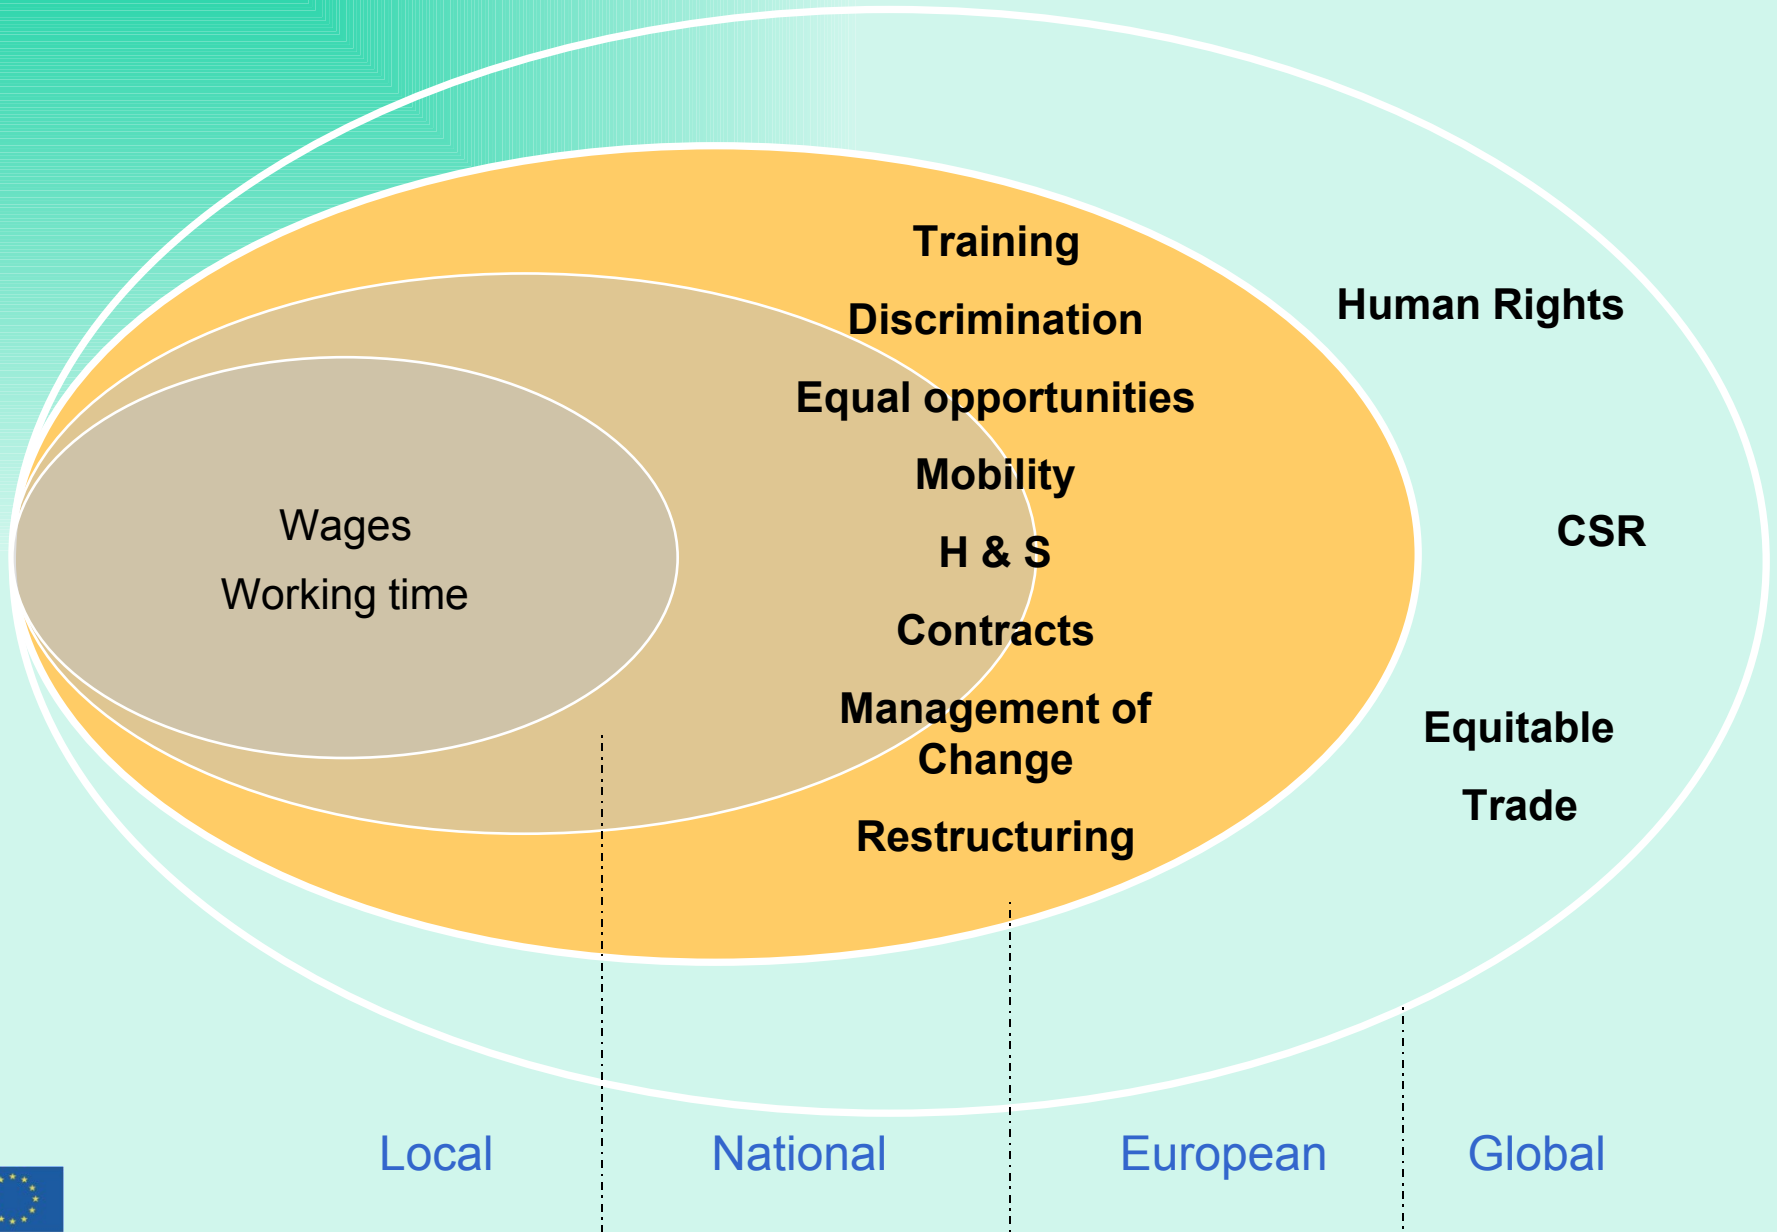 Training
Discrimination
Equal opportunities
Mobility
H & S
Contracts
Management of
Change
Restructuring
Human Rights
CSR
Equitable
Trade
Wages
Working time
Local
National
European
Global